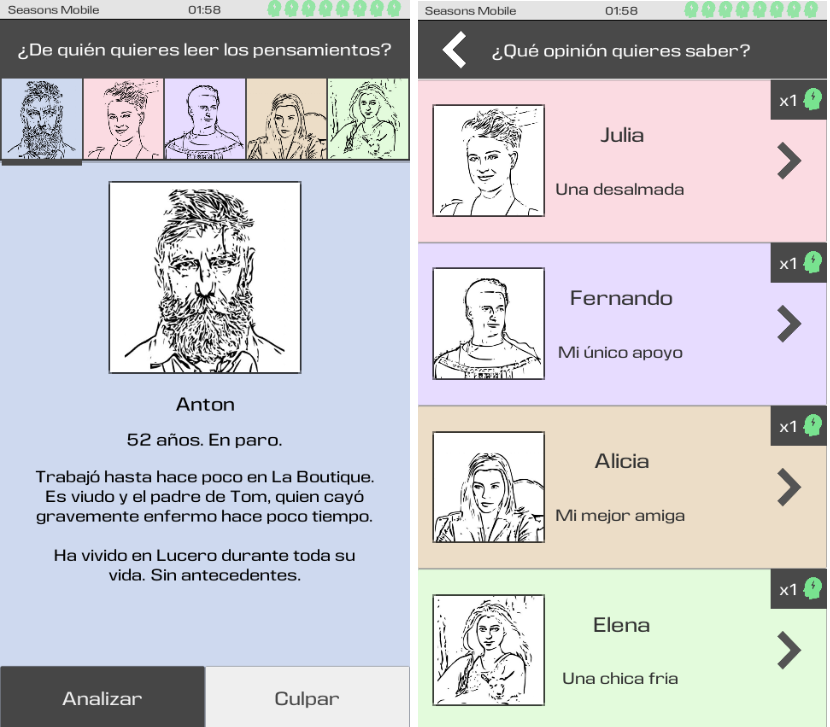 Seasons Mobile 01:58
¿De quién quieres leer los pensamientos?
Anton
52 años. En paro.
Trabajó hasta hace poco en La Boutique.
Es viudo y el padre de Tom, quien cayó
gravemente enfermo hace poco tiempo.
Ha vivido en Lucero durante toda su
vida. Sin antecedentes.
Analizar
Culpar
Seasons Mobile 01:58
¿Qué opinión quieres saber?
x1
Julia
Una desalmada
x1
Fernando
Mi único apoyo
x1
Alicia
Mi mejor amiga
x1
Elena
Una chica fria